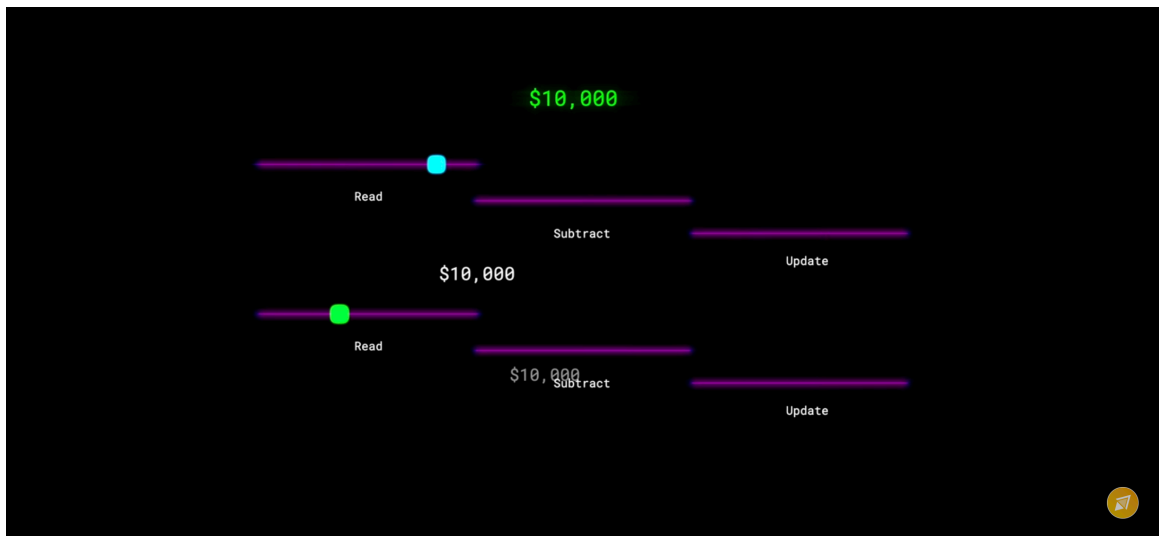 $10,000
Read
Subtract
Update
$10,000
Read
$10,000
Subtract
Update